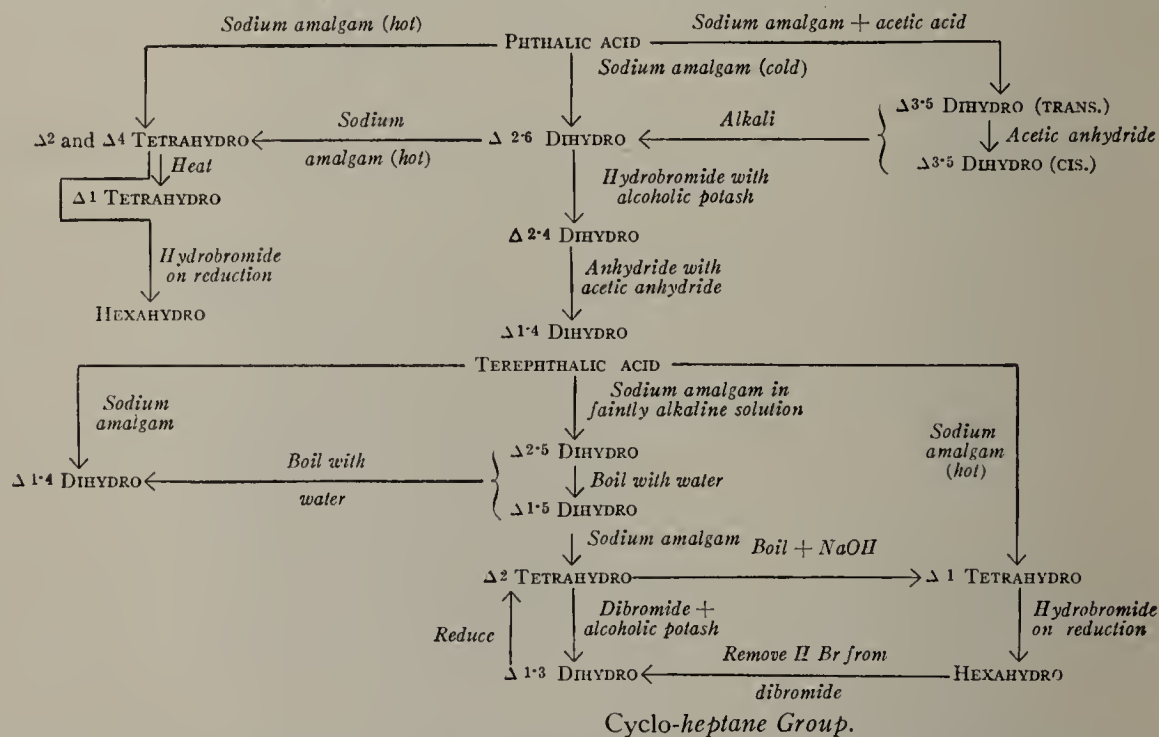 Sodium amalgam (hot)
Sodium amalgam + acetic acid
PHTHALIC ACID
Sodium amalgam (cold)
Δ3·5 DIHYDRO (TRANS.)
Δ2 and Δ4 TETRAHYDRO
Sodium
amalgam (hot)
Δ 2·6 DIHYDRO
Alkali
Acetic anhydride
Δ3·5 DIHYDRO (CIS.)
Heat
Δ 1 TETRAHYDRO
Hydrobromide with
alcoholic potash
Δ 2·4 DIHYDRO
Hydrobromide
on reduction
Anhydride with
acetic anhydride
HEXAHYDRO
Δ 1·4 DIHYDRO
TEREPHTHALIC ACID
Sodium
amalgam
Sodium amalgam in
faintly alkaline solution
Sodium
amalgam
(hot)
Δ 2·5 DIHYDRO
Δ 1·4 DIHYDRO
Boil with
water
Boil with water
Δ 1·5 DIHYDRO
Sodium amalgam
Boil + NaOH
Δ2 TETRAHYDRO
Δ 1 TETRAHYDRO
Reduce
Dibromide +
alcoholic potash
Hydrobromide
on reduction
Δ 1·3 DIHYDRO
Remove H Br from
dibromide
HEXAHYDRO
Cyclo-heptane Group.